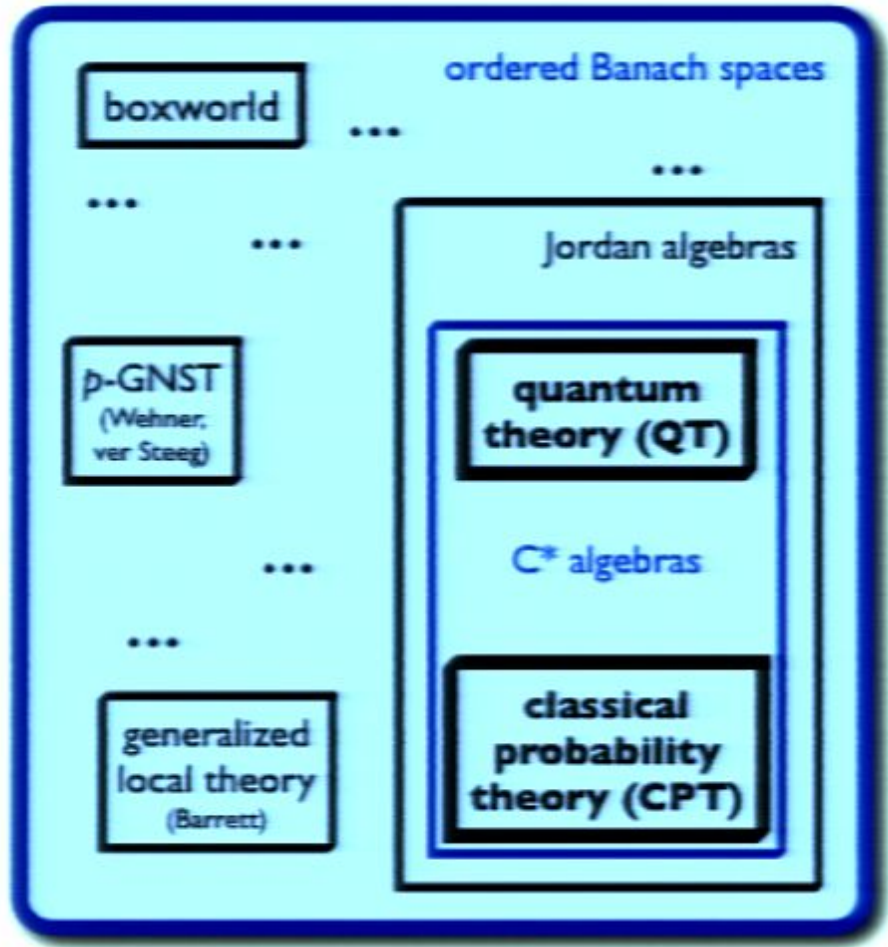 ordered Banach spaces
boxworld
...
...
...
...
Jordan algebras
p-GNST
(Wehner,
ver Steeg)
quantum
theory (QT)
C* algebras
...
...
generalized
local theory
(Barrett)
classical
probability
theory (CPT)